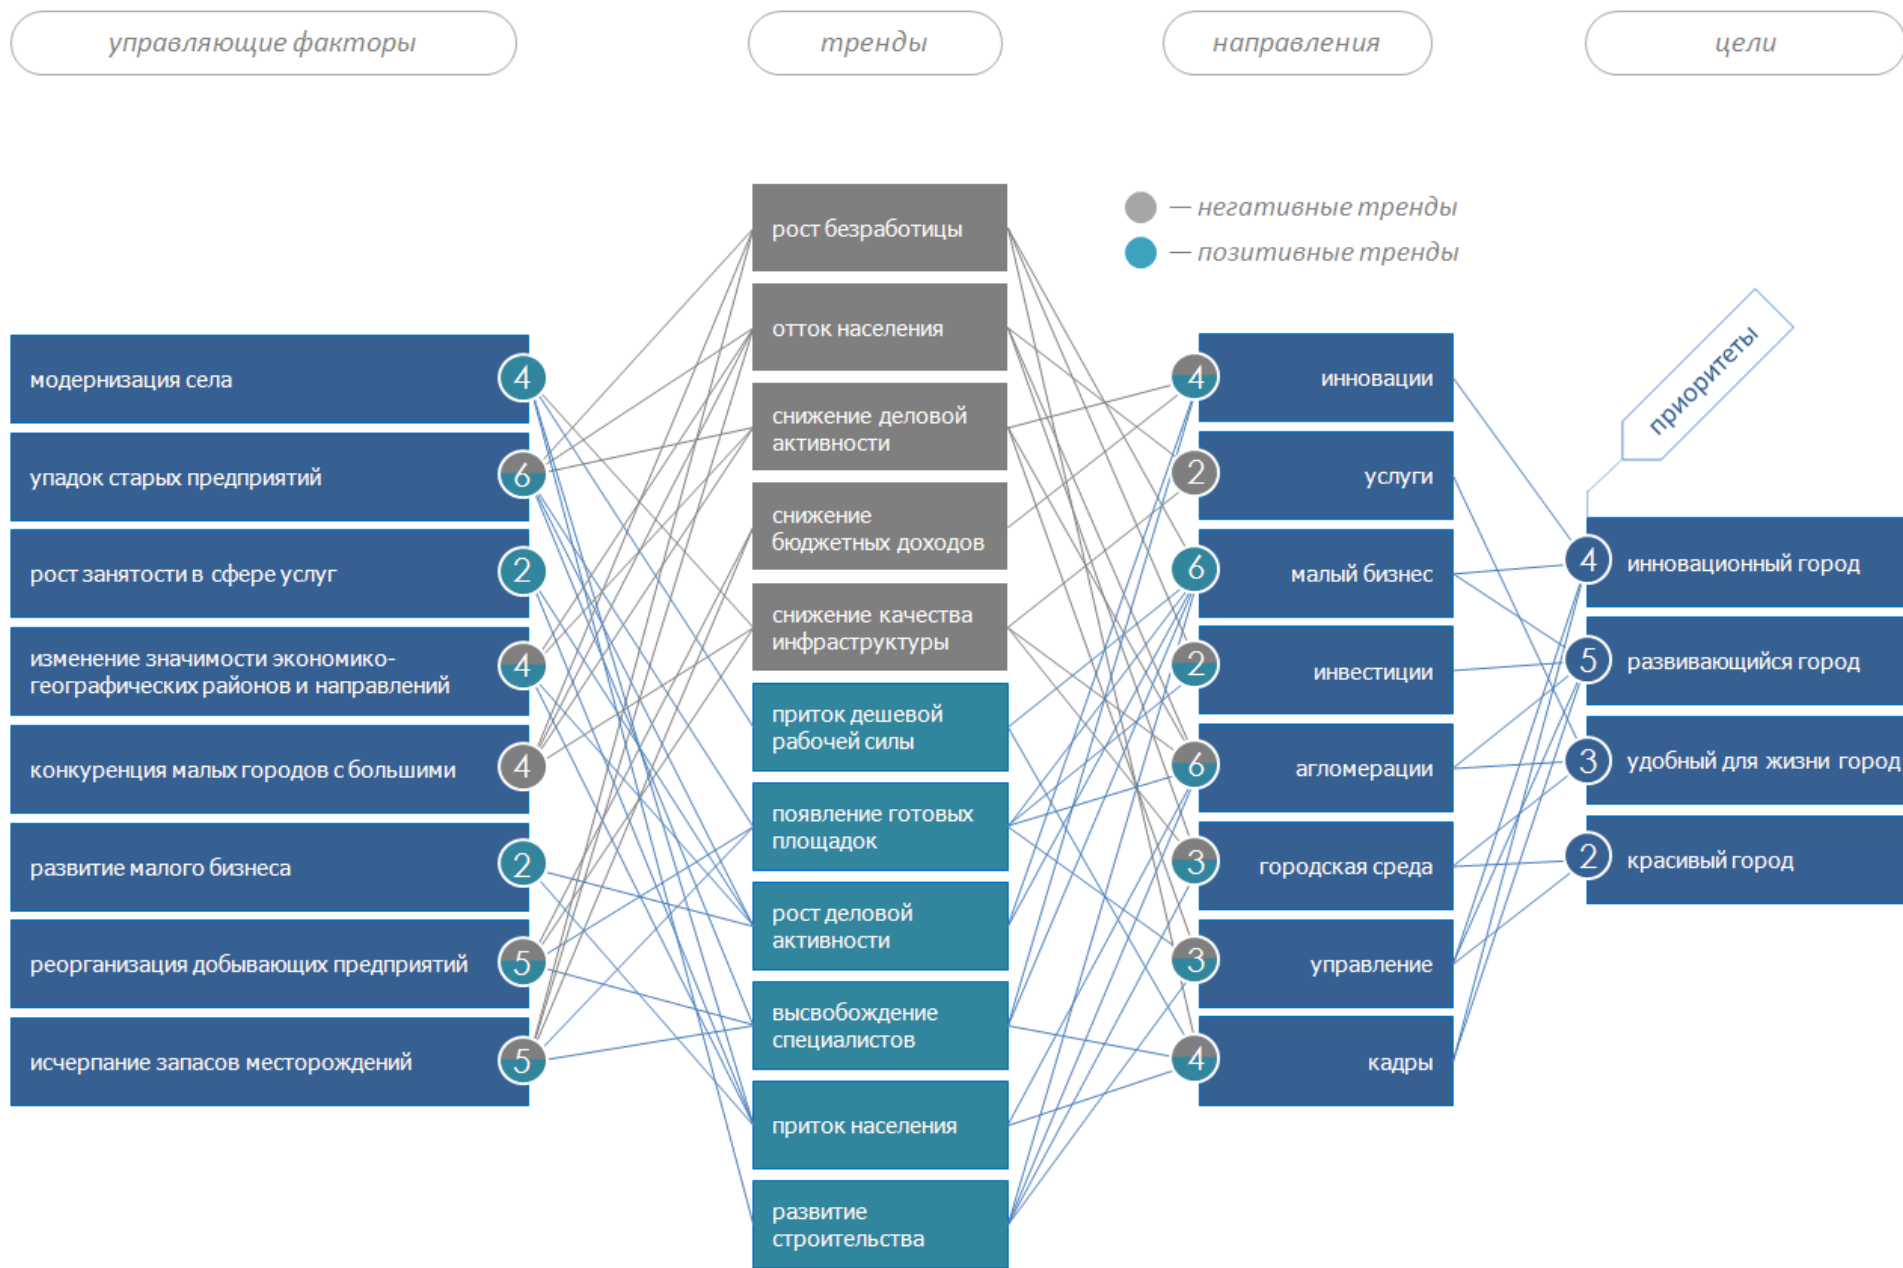 управляющие факторы
тренды
направления
цели
— негативные тренды
— позитивные тренды
модернизация села
4
упадок старых предприятий
6
рост занятости в сфере услуг
2
изменение значимости экономико-
географических районов и направлений
4
конкуренция малых городов с большими
4
развитие малого бизнеса
2
реорганизация добывающих предприятий
5
исчерпание запасов месторождений
5
рост безработицы
отток населения
снижение деловой
активности
снижение
бюджетных доходов
снижение качества
инфраструктуры
приток дешевой
рабочей силы
появление готовых
площадок
рост деловой
активности
высвобождение
специалистов
приток населения
развитие
строительства
4
инновации
2
услуги
6
малый бизнес
2
инвестиции
6
агломерации
3
городская среда
3
управление
4
кадры
приоритеты
4
инновационный город
5
развивающийся город
3
удобный для жизни город
2
красивый город